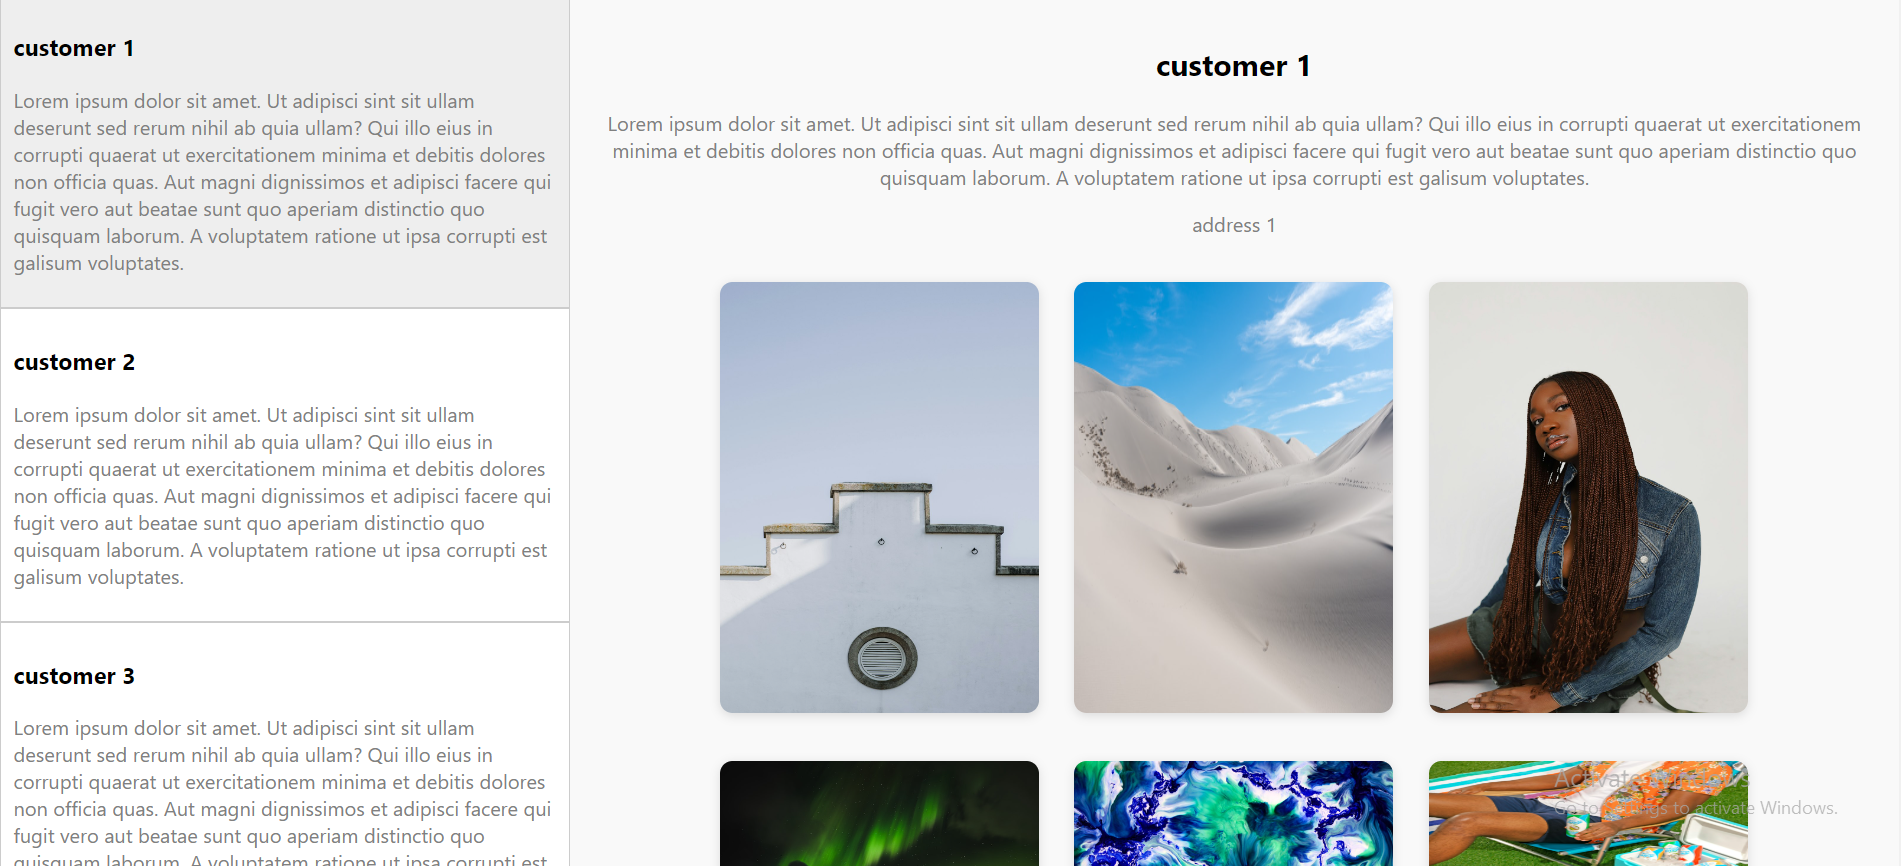 customer 1
Lorem ipsum dolor sit amet. Ut adipisci sint sit ullam
deserunt sed rerum nihil ab quia ullam? Qui illo eius in
corrupti quaerat ut exercitationem minima et debitis dolores
non officia quas. Aut magni dignissimos et adipisci facere qui
fugit vero aut beatae sunt quo aperiam distinctio quo
quisquam laborum. A voluptatem ratione ut ipsa corrupti est
galisum voluptates.
customer 2
Lorem ipsum dolor sit amet. Ut adipisci sint sit ullam
deserunt sed rerum nihil ab quia ullam? Qui illo eius in
corrupti quaerat ut exercitationem minima et debitis dolores
non officia quas. Aut magni dignissimos et adipisci facere qui
fugit vero aut beatae sunt quo aperiam distinctio quo
quisquam laborum. A voluptatem ratione ut ipsa corrupti est
galisum voluptates.
customer 3
Lorem ipsum dolor sit amet. Ut adipisci sint sit ullam
deserunt sed rerum nihil ab quia ullam? Qui illo eius in
corrupti quaerat ut exercitationem minima et debitis dolores
non officia quas. Aut magni dignissimos et adipisci facere qui
fugit vero aut beatae sunt quo aperiam distinctio quo
quisquam laborum. A voluptatem ratione ut ipsa corrupti est
customer 1
Lorem ipsum dolor sit amet. Ut adipisci sint sit ullam deserunt sed rerum nihil ab quia ullam? Qui illo eius in corrupti quaerat ut exercitationem
minima et debitis dolores non officia quas. Aut magni dignissimos et adipisci facere qui fugit vero aut beatae sunt quo aperiam distinctio quo
quisquam laborum. A voluptatem ratione ut ipsa corrupti est galisum voluptates.
address 1
Activate Windows
Go to Settings to activate Windows.